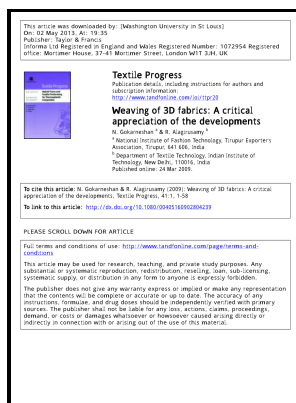 This article was downloaded by: [Washington University in St Louis]
On: 02 May 2013, At: 19:35
Publisher: Taylor & Francis
Informa Ltd Registered in England and Wales Registered Number: 1072954 Registered
office: Mortimer House, 37-41 Mortimer Street, London W1T 3JH, UK
Textile Progress
Publication details, including instructions for authors and
subscription information:
http://www.tandfonline.com/loi/ttpr20
Weaving of 3D fabrics: A critical
appreciation of the developments
N. Gokarneshan a & R. Alagirusamy b
a National Institute of Fashion Technology, Tirupur Exporters
Association, Tirupur, 641 606, India
b Department of Textile Technology, Indian Institute of
Technology, New Delhi, 110016, India
Published online: 24 Mar 2009.
To cite this article: N. Gokarneshan & R. Alagirusamy (2009): Weaving of 3D fabrics: A critical
appreciation of the developments, Textile Progress, 41:1, 1-58
To link to this article: http://dx.doi.org/10.1080/00405160902804239
PLEASE SCROLL DOWN FOR ARTICLE
Full terms and conditions of use: http://www.tandfonline.com/page/terms-and-
conditions
This article may be used for research, teaching, and private study purposes. Any
substantial or systematic reproduction, redistribution, reselling, loan, sub-licensing,
systematic supply, or distribution in any form to anyone is expressly forbidden.
The publisher does not give any warranty express or implied or make any representation
that the contents will be complete or accurate or up to date. The accuracy of any
instructions, formulae, and drug doses should be independently verified with primary
sources. The publisher shall not be liable for any loss, actions, claims, proceedings,
demand, or costs or damages whatsoever or howsoever caused arising directly or
indirectly in connection with or arising out of the use of this material.